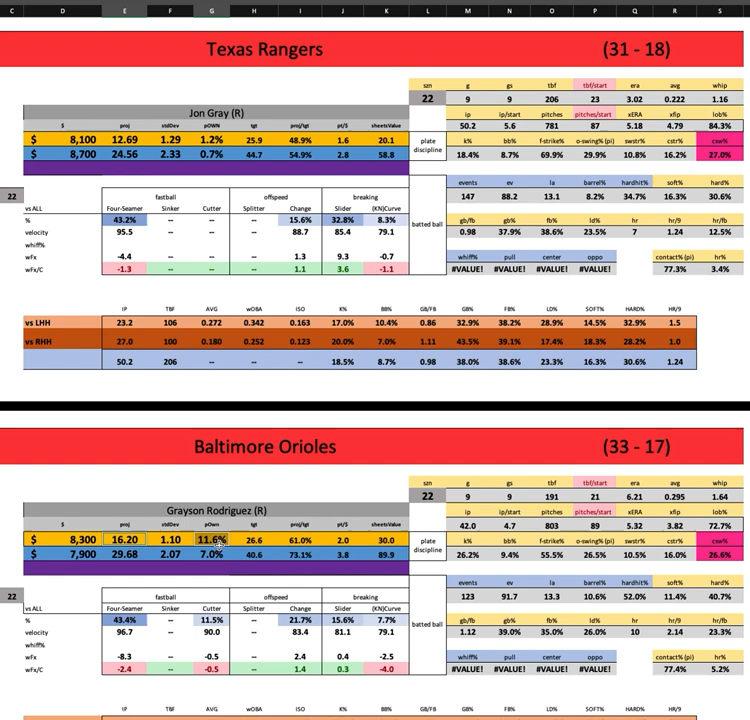 C D E F G H I J K L M N O P Q R S
Texas Rangers (31 - 18)
szn g gs tbf tbf/start era avg whip
22 9 9 206 23 3.02 0.222 1.16
Jon Gray (R) ip ip/start pitches pitches/start xERA xfip lob%
$ proj stdDev pOWN tgt proj/tgt pt/$ sheetsValue 50.2 5.6 781 87 5.18 4.79 84.3%
$ 8,100 12.69 1.29 1.2% 25.9 48.9% 1.6 20.1 plate discipline k% bb% f-strike% o-swing% (pi) swstr% cstr% csw%
$ 8,700 24.56 2.33 0.7% 44.7 54.9% 2.8 58.8 18.4% 8.7% 69.9% 29.9% 10.8% 16.2% 27.0%
events ev la barrel% hardhit% soft% hard%
22 fastball offspeed breaking 147 88.2 13.1 8.2% 34.7% 16.3% 30.6%
vs ALL Four-Seamer Sinker Cutter Splitter Change Slider (KN)Curve
% 43.2% -- -- -- 15.6% 32.8% 8.3% batted ball gb/fb gb% fb% ld% hr hr/9 hr/fb
velocity 95.5 -- -- -- 88.7 85.4 79.1 0.98 37.9% 38.6% 23.5% 7 1.24 12.5%
whiff%
wFx -4.4 -- -- -- 1.3 9.3 -0.7 whiff% pull center oppo contact% (pi) hr%
wFx/C -1.3 -- -- -- 1.1 3.6 -1.1 #VALUE! #VALUE! #VALUE! #VALUE! 77.3% 3.4%
IP TBF AVG wOBA ISO K% BB% GB/FB GB% FB% LD% SOFT% HARD% HR/9
vs LHH 23.2 106 0.272 0.342 0.163 17.0% 10.4% 0.86 32.9% 38.2% 28.9% 14.5% 32.9% 1.5
vs RHH 27.0 100 0.180 0.252 0.123 20.0% 7.0% 1.11 43.5% 39.1% 17.4% 18.3% 28.2% 1.0
50.2 206 -- -- -- 18.5% 8.7% 0.98 38.0% 38.6% 23.3% 16.3% 30.6% 1.24
Baltimore Orioles (33 - 17)
szn g gs tbf tbf/start era avg whip
22 9 9 191 21 6.21 0.295 1.64
Grayson Rodriguez (R) ip ip/start pitches pitches/start xERA xfip lob%
$ proj stdDev pOwn tgt proj/tgt pt/$ sheetsValue 42.0 4.7 803 89 5.32 3.82 72.7%
$ 8,300 16.20 1.10 11.6% 26.6 61.0% 2.0 30.0 plate discipline k% bb% f-strike% o-swing% (pi) swstr% cstr% csw%
$ 7,900 29.68 2.07 7.0% 40.6 73.1% 3.8 89.9 26.2% 9.4% 55.5% 26.5% 10.5% 16.0% 26.6%
events ev la barrel% hardhit% soft% hard%
22 fastball offspeed breaking 123 91.7 13.3 10.6% 52.0% 11.4% 40.7%
vs ALL Four-Seamer Sinker Cutter Splitter Change Slider (KN)Curve
% 43.4% -- 11.5% -- 21.7% 15.6% 7.7% batted ball gb/fb gb% fb% ld% hr hr/9 hr/fb
velocity 96.7 -- 90.0 -- 83.4 81.1 79.1 1.12 39.0% 35.0% 26.0% 10 2.14 23.3%
whiff%
wFx -8.3 -- -0.5 -- 2.4 0.4 -2.5 whiff% pull center oppo contact% (pi) hr%
wFx/C -2.4 -- -0.5 -- 1.4 0.3 -4.0 #VALUE! #VALUE! #VALUE! #VALUE! 77.4% 5.2%
IP TBF AVG wOBA ISO K% BB% GB/FB GB% FB% LD% SOFT% HARD% HR/9